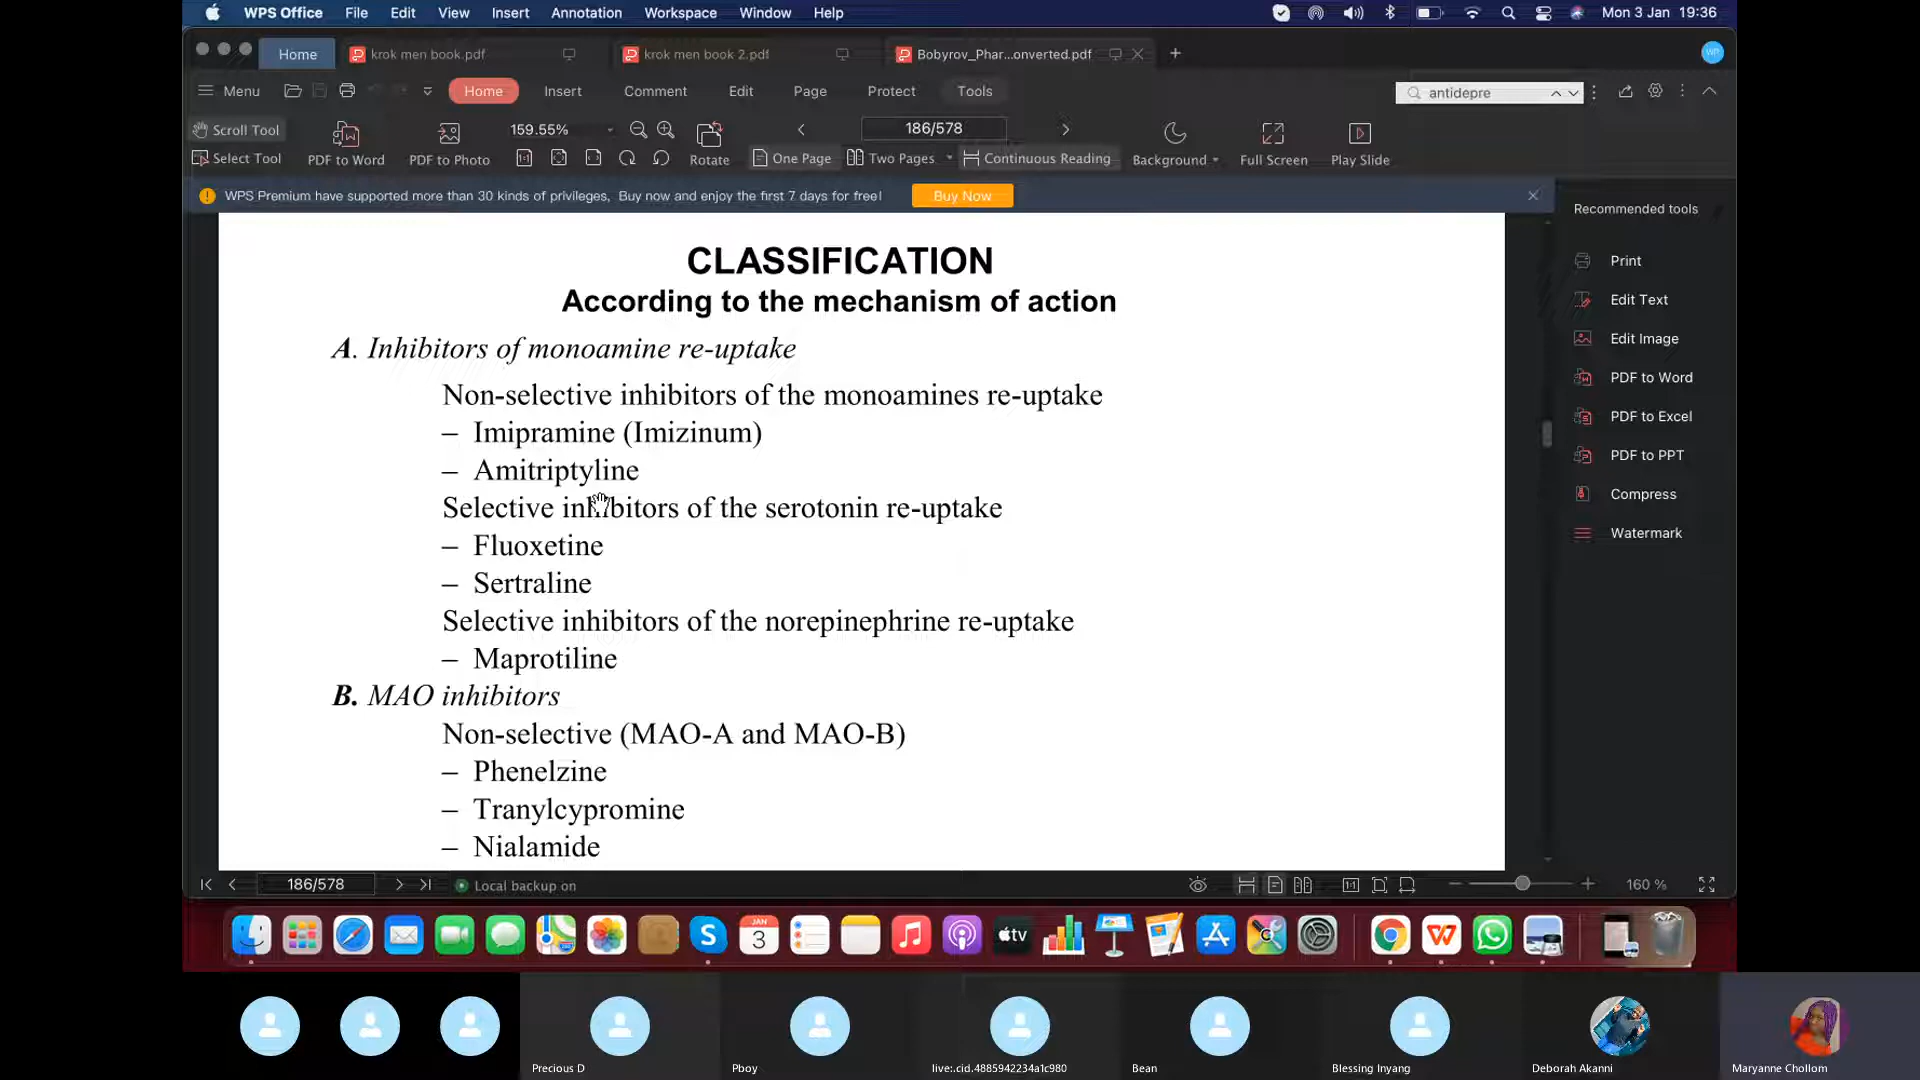 WPS Office File Edit View Insert Annotation Workspace Window Help Mon 3 Jan 19:36
Home krok men book.pdf krok men book 2.pdf Bobyrov_Phar...onverted.pdf WP
Menu Home Insert Comment Edit Page Protect Tools antidepre
Scroll Tool 159.55% 186/578
Select Tool PDF to Word PDF to Photo Rotate One Page Two Pages Continuous Reading Background Full Screen Play Slide
WPS Premium have supported more than 30 kinds of privileges, Buy now and enjoy the first 7 days for free! Buy Now
Recommended tools
Print
Edit Text
Edit Image
PDF to Word
PDF to Excel
PDF to PPT
Compress
Watermark
CLASSIFICATION
According to the mechanism of action
A. Inhibitors of monoamine re-uptake
Non-selective inhibitors of the monoamines re-uptake
– Imipramine (Imizinum)
– Amitriptyline
Selective inhibitors of the serotonin re-uptake
– Fluoxetine
– Sertraline
Selective inhibitors of the norepinephrine re-uptake
– Maprotiline
B. MAO inhibitors
Non-selective (MAO-A and MAO-B)
– Phenelzine
– Tranylcypromine
– Nialamide
186/578 Local backup on 160 %
JAN
3
tv
Precious D Pboy live:.cid.4885942234a1c980 Bean Blessing Inyang Deborah Akanni Maryanne Chollom